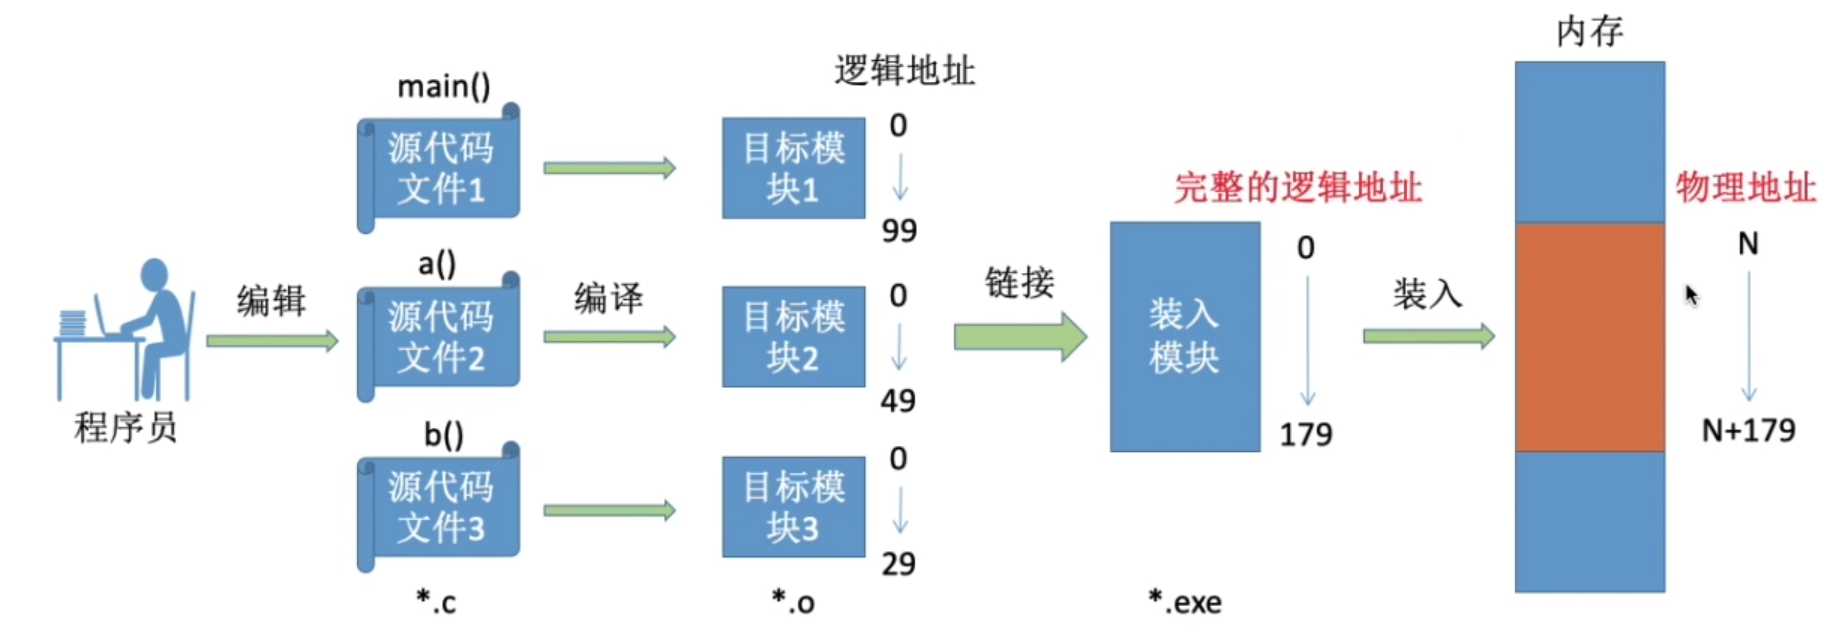 内存
逻辑地址
main()
源代码
文件1
目标模
块1
0
99
完整的逻辑地址
物理地址
程序员
编辑
a()
源代码
文件2
编译
目标模
块2
0
49
链接
装入
模块
0
179
装入
N
N+179
b()
源代码
文件3
目标模
块3
0
29
*.c
*.o
*.exe